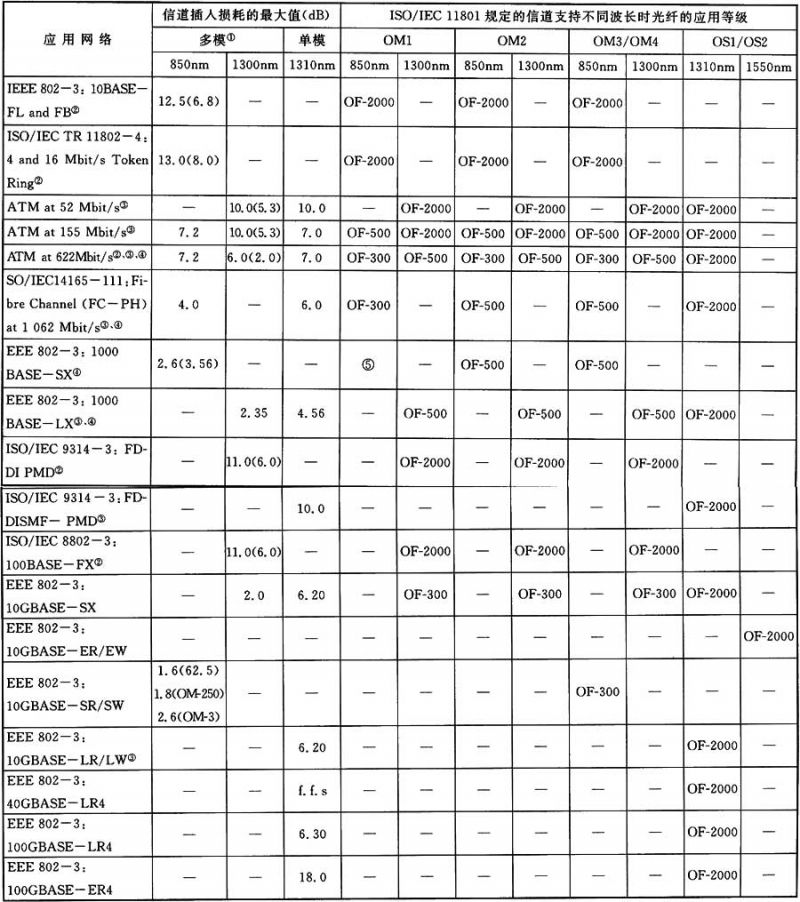 应用网络 信道插入损耗的最大值(dB) ISO/IEC 11801 规定的信道支持不同波长时光纤的应用等级
多模① 单模 OM1 OM2 OM3/OM4 OS1/OS2
850nm 1300nm 1310nm 850nm 1300nm 850nm 1300nm 850nm 1300nm 1310nm 1550nm
IEEE 802-3:10BASE-
FL and FB② 12.5(6.8) — — OF-2000 — OF-2000 — OF-2000 — — —
ISO/IEC TR 11802-4:
4 and 16 Mbit/s Token 13.0(8.0) — — OF-2000 — OF-2000 — OF-2000 — — —
Ring②
ATM at 52 Mbit/s③ — 10.0(5.3) 10.0 — OF-2000 — OF-2000 — OF-2000 OF-2000 —
ATM at 155 Mbit/s③ 7.2 10.0(5.3) 7.0 OF-500 OF-2000 OF-500 OF-2000 OF-500 OF-2000 OF-2000 —
ATM at 622Mbit/s②·③·④ 7.2 6.0(2.0) 7.0 OF-300 OF-500 OF-300 OF-500 OF-300 OF-500 OF-2000 —
SO/IEC14165-111:Fi-
bre Channel (FC-PH) 4.0 — 6.0 OF-300 — OF-500 — OF-500 — OF-2000 —
at 1 062 Mbit/s③·④
EEE 802-3: 1000
BASE-SX④ 2.6(3.56) — — ⑤ — OF-500 — OF-500 — — —
EEE 802-3: 1000
BASE-LX③·④ — 2.35 4.56 — OF-500 — OF-500 — OF-500 OF-2000 —
ISO/IEC 9314-3: FD-
DI PMD② — 11.0(6.0) — — OF-2000 — OF-2000 — OF-2000 — —
ISO/IEC 9314-3:FD-
DISMF- PMD③ — — 10.0 — — — — — — OF-2000 —
ISO/IEC 8802-3:
100BASE-FX② — 11.0(6.0) — — OF-2000 — OF-2000 — OF-2000 — —
EEE 802-3:
10GBASE-SX — 2.0 6.20 — OF-300 — OF-300 — OF-300 OF-2000 —
EEE 802-3:
10GBASE-ER/EW — — — — — — — — — — OF-2000
1.6(62.5)
EEE 802-3:
10GBASE-SR/SW 1.8(OM-250) — — — — — — OF-300 — — —
2.6(OM-3)
EEE 802-3:
10GBASE-LR/LW③ — — 6.20 — — — — — — OF-2000 —
EEE 802-3:
40GBASE-LR4 — — f.f.s — — — — — — OF-2000 —
EEE 802-3:
100GBASE-LR4 — — 6.30 — — — — — — OF-2000 —
EEE 802-3:
100GBASE-ER4 — — 18.0 — — — — — — OF-2000 —